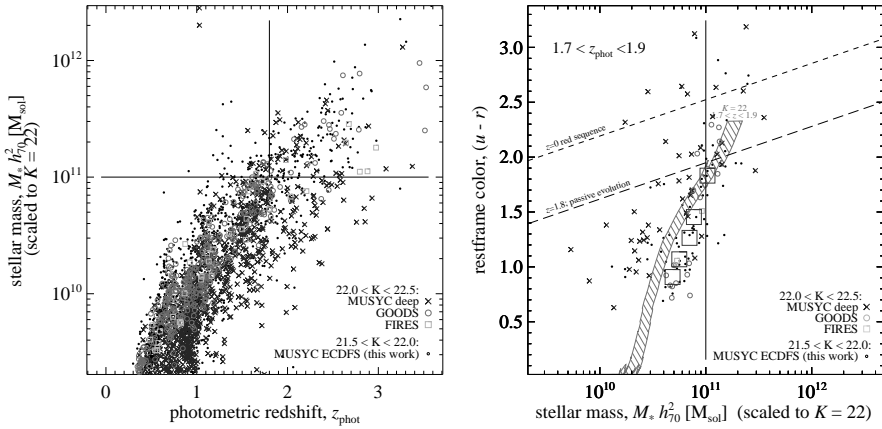 stellar mass, M* h70^2 [Msol]
(scaled to K = 22)
10^12
10^11
10^10
22.0 < K < 22.5:
MUSYC deep
GOODS
FIRES
21.5 < K < 22.0:
MUSYC ECDFS (this work)
0 1 2 3
photometric redshift, zphot
restframe color, (u - r)
3.0
2.5
2.0
1.5
1.0
0.5
1.7 < zphot <1.9
K = 22
.7 < z < 1.9
z=0 red sequence
z=1.8; passive evolution
22.0 < K < 22.5:
MUSYC deep
GOODS
FIRES
21.5 < K < 22.0:
MUSYC ECDFS (this work)
10^10 10^11 10^12
stellar mass, M* h70^2 [Msol] (scaled to K = 22)